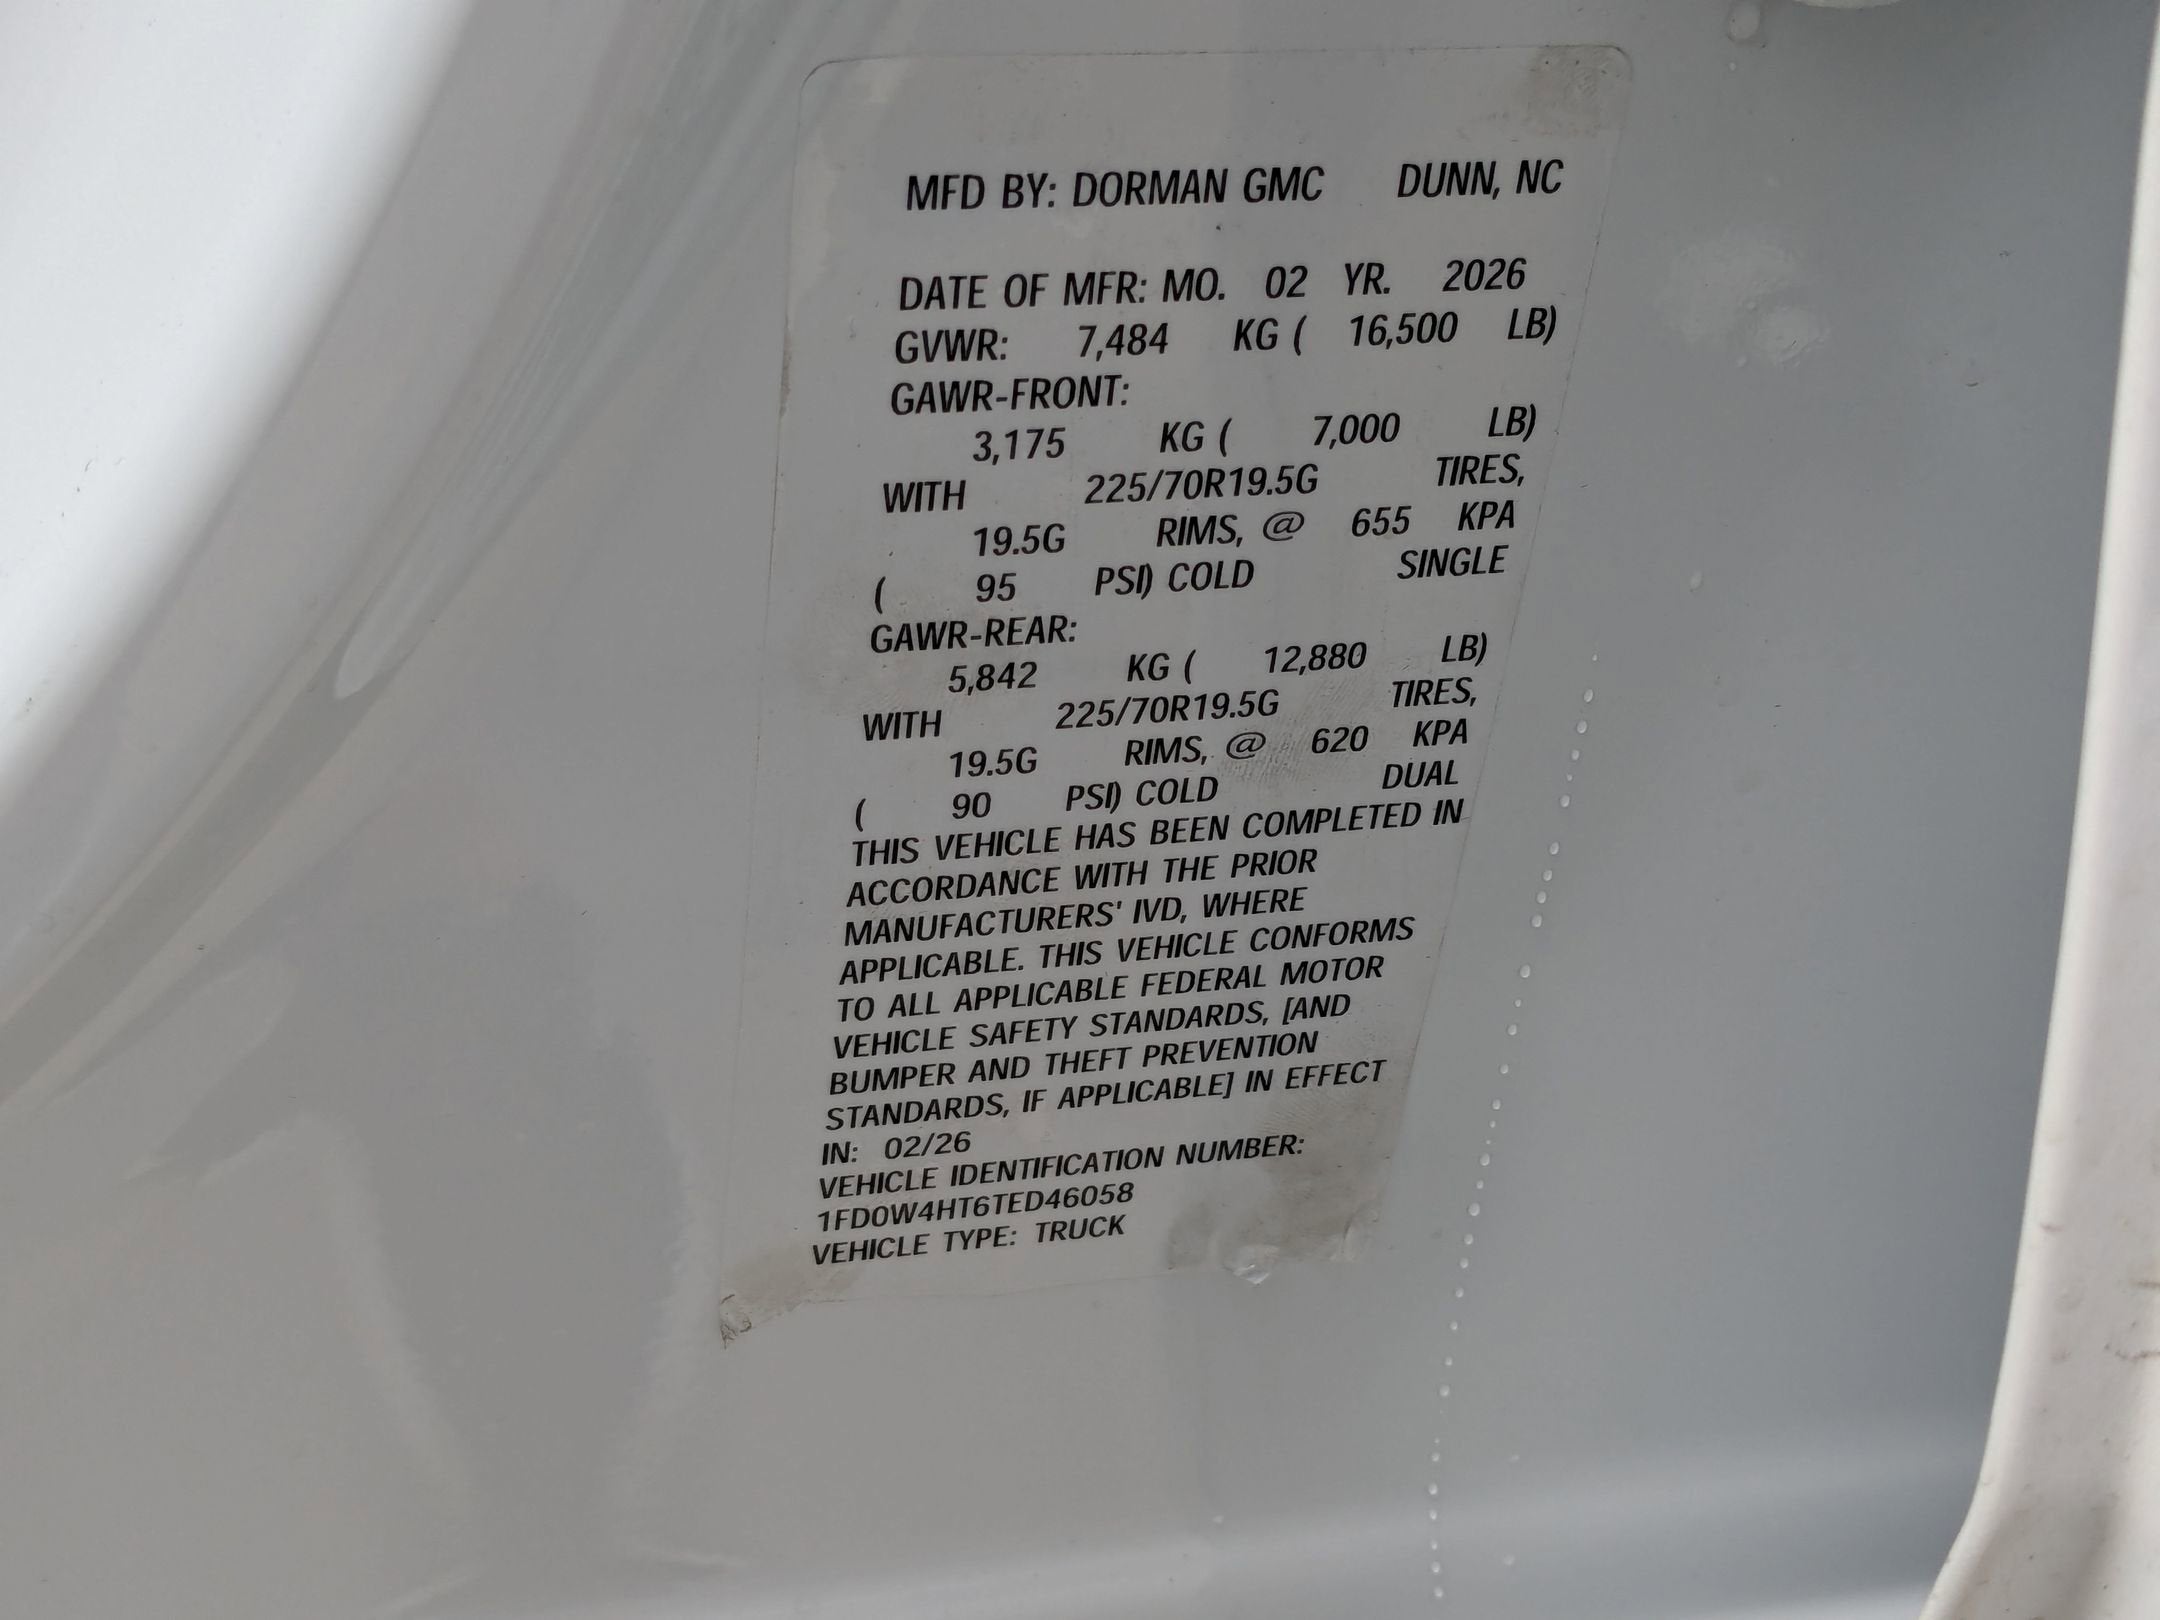 MFD BY: DORMAN GMC DUNN, NC
DATE OF MFR: MO. 02 YR. 2026
GVWR: 7,484 KG ( 16,500 LB)
GAWR-FRONT:
3,175 KG ( 7,000 LB)
WITH 225/70R19.5G TIRES,
19.5G RIMS, @ 655 KPA
( 95 PSI) COLD SINGLE
GAWR-REAR:
5,842 KG ( 12,880 LB)
WITH 225/70R19.5G TIRES,
19.5G RIMS, @ 620 KPA
( 90 PSI) COLD DUAL
THIS VEHICLE HAS BEEN COMPLETED IN
ACCORDANCE WITH THE PRIOR
MANUFACTURERS' IVD, WHERE
APPLICABLE. THIS VEHICLE CONFORMS
TO ALL APPLICABLE FEDERAL MOTOR
VEHICLE SAFETY STANDARDS, [AND
BUMPER AND THEFT PREVENTION
STANDARDS, IF APPLICABLE] IN EFFECT
IN: 02/26
VEHICLE IDENTIFICATION NUMBER:
1FD0W4HT6TED46058
VEHICLE TYPE: TRUCK